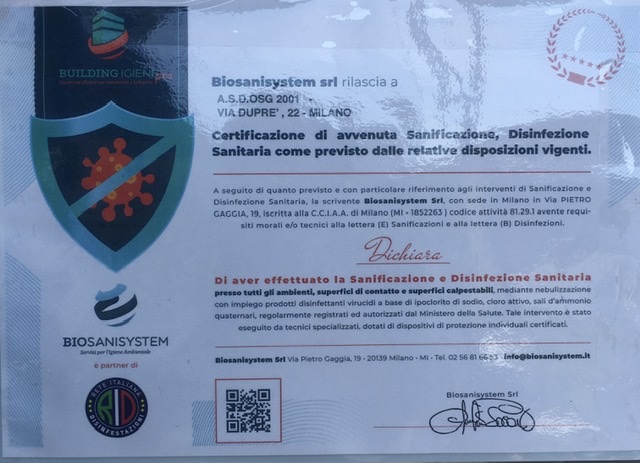 BUILDING IGIENE pro
Biosanisystem srl rilascia a
A.S.D.OSG 2001 -
VIA DUPRE', 22 - MILANO
Certificazione di avvenuta Sanificazione, Disinfezione
Sanitaria come previsto dalle relative disposizioni vigenti.
A seguito di quanto previsto e con particolare riferimento agli interventi di Sanificazione e
Disinfezione Sanitaria, la scrivente Biosanisystem Srl, con sede in Milano in Via PIETRO
GAGGIA, 19, iscritta alla C.C.I.A.A. di Milano (MI - 1852263) codice attività 81.29.1 avente requi-
siti morali e/o tecnici alla lettera (E) Sanificazioni e alla lettera (B) Disinfezioni.
Dichiara
Di aver effettuato la Sanificazione e Disinfezione Sanitaria
presso tutti gli ambienti, superfici di contatto e superfici calpestabili, mediante nebulizzazione
con impiego prodotti disinfettanti virucidi a base di ipoclorito di sodio, cloro attivo, sali d'ammonio
quaternari, regolarmente registrati ed autorizzati dal Ministero della Salute. Tale intervento è stato
eseguito da tecnici specializzati, dotati di dispositivi di protezione individuali certificati.
BIOSANISYSTEM
Servizi per l'Igiene Ambientale
è partner di
RETE ITALIANA
RID
DISINFESTAZIONI
Biosanisystem Srl Via Pietro Gaggia, 19 - 20139 Milano - MI - Tel. 02 56 81 66 info@biosanisystem.it
Biosanisystem Srl